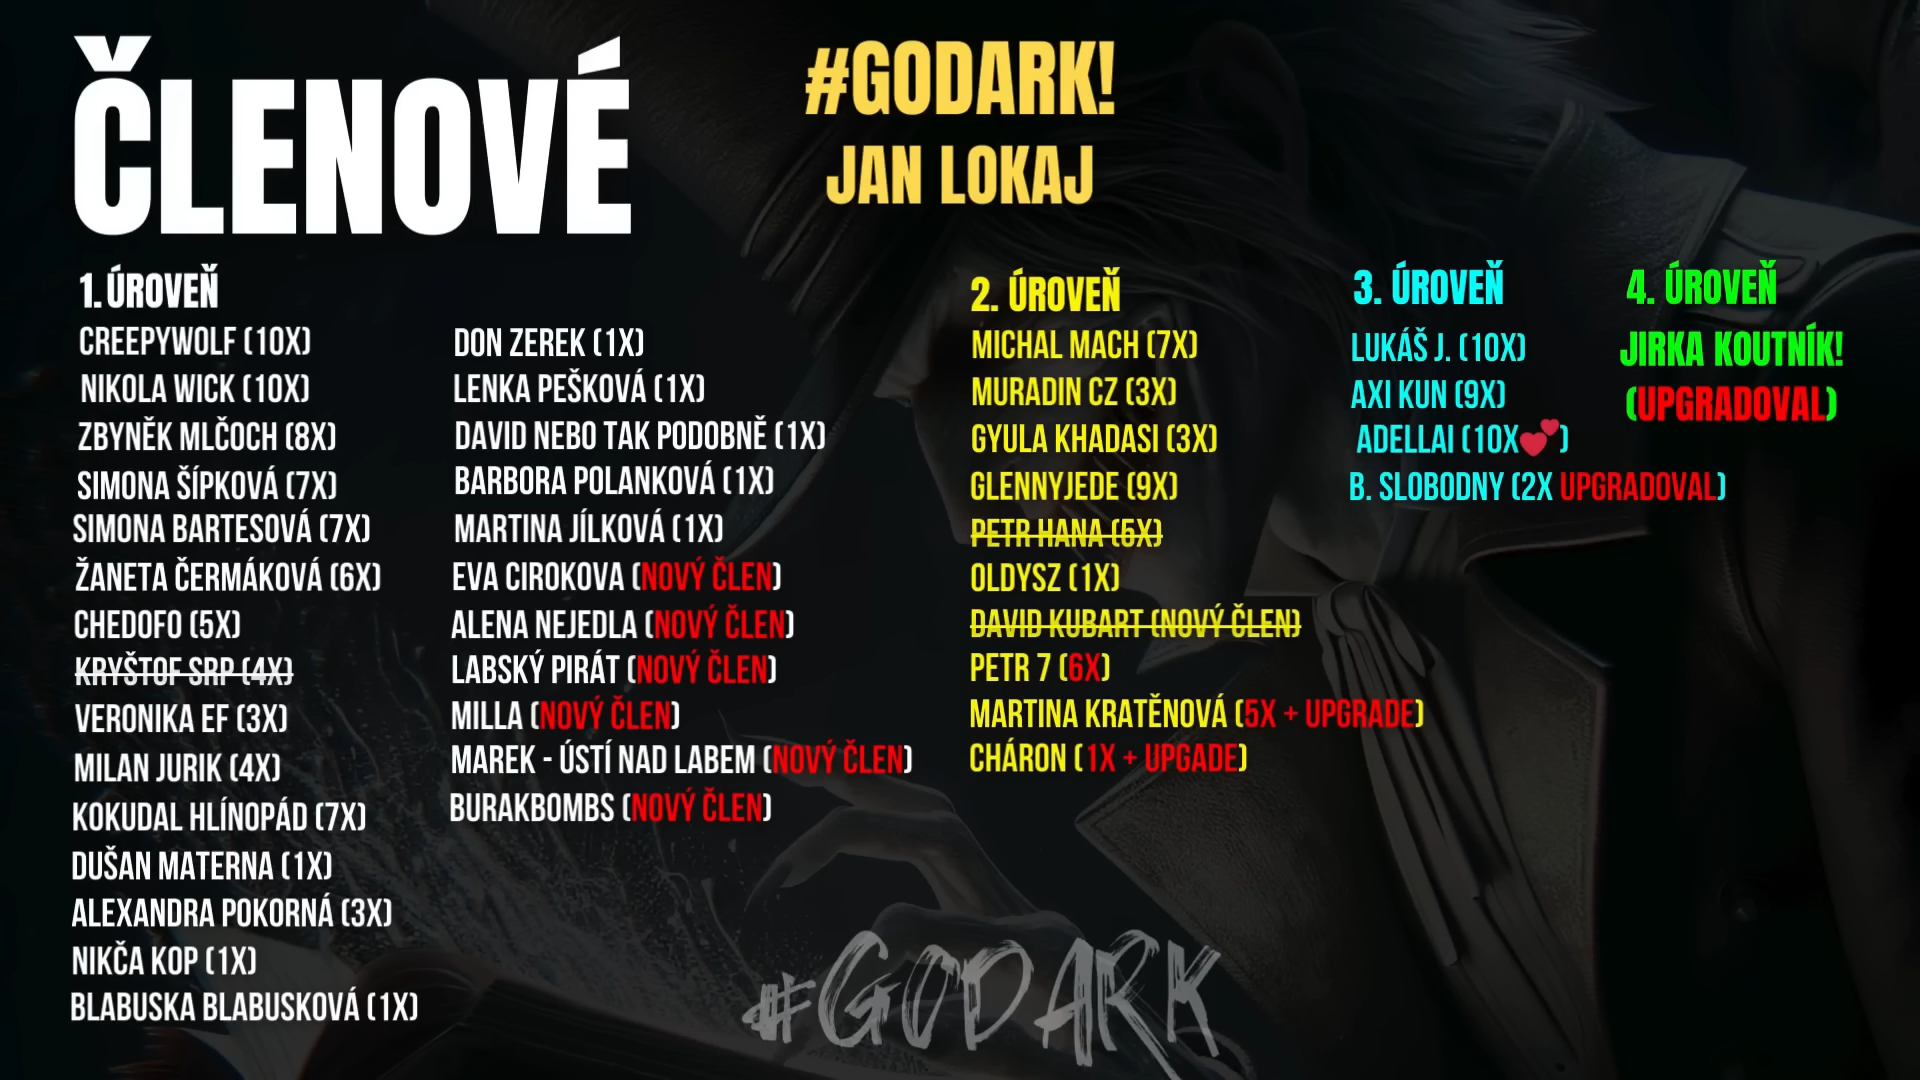 ČLENOVÉ
#GODARK!
JAN LOKAJ
1. ÚROVEŇ
CREEPYWOLF (10X)
NIKOLA WICK (10X)
ZBYNĚK MLČOCH (8X)
SIMONA ŠÍPKOVÁ (7X)
SIMONA BARTESOVÁ (7X)
ŽANETA ČERMÁKOVÁ (6X)
CHEDOFO (5X)
KRYŠTOF SRP (4X)
VERONIKA EF (3X)
MILAN JURIK (4X)
KOKUDAL HLÍNOPÁD (7X)
DUŠAN MATERNA (1X)
ALEXANDRA POKORNÁ (3X)
NIKČA KOP (1X)
BLABUSKA BLABUSKOVÁ (1X)
DON ZEREK (1X)
LENKA PEŠKOVÁ (1X)
DAVID NEBO TAK PODOBNĚ (1X)
BARBORA POLANKOVÁ (1X)
MARTINA JÍLKOVÁ (1X)
EVA CIROKOVA (NOVÝ ČLEN)
ALENA NEJEDLA (NOVÝ ČLEN)
LABSKÝ PIRÁT (NOVÝ ČLEN)
MILLA (NOVÝ ČLEN)
MAREK - ÚSTÍ NAD LABEM (NOVÝ ČLEN)
BURAKBOMBS (NOVÝ ČLEN)
2. ÚROVEŇ
MICHAL MACH (7X)
MURADIN CZ (3X)
GYULA KHADASI (3X)
GLENNYJEDE (9X)
PETR HANA (5X)
OLDYSZ (1X)
DAVID KUBART (NOVÝ ČLEN)
PETR 7 (6X)
MARTINA KRATĚNOVÁ (5X + UPGRADE)
CHÁRON (1X + UPGADE)
3. ÚROVEŇ
LUKÁŠ J. (10X)
AXI KUN (9X)
ADELLAI (10X💕)
B. SLOBODNY (2X UPGRADOVAL)
4. ÚROVEŇ
JIRKA KOUTNÍK!
(UPGRADOVAL)
#GODARK